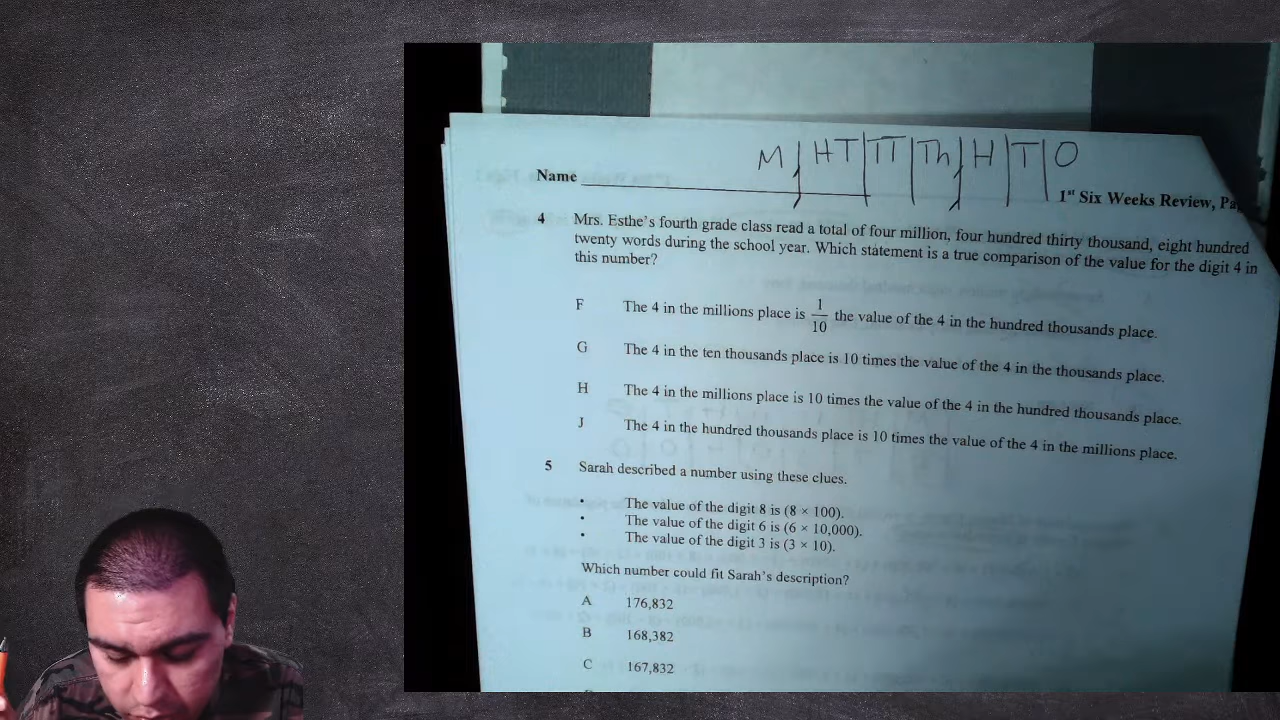 M , HT | TT | Th , H | T | O
Name
1st Six Weeks Review,
4 Mrs. Esthe's fourth grade class read a total of four million, four hundred thirty thousand, eight hundred
twenty words during the school year. Which statement is a true comparison of the value for the digit 4 in
this number?
F The 4 in the millions place is 1/10 the value of the 4 in the hundred thousands place.
G The 4 in the ten thousands place is 10 times the value of the 4 in the thousands place.
H The 4 in the millions place is 10 times the value of the 4 in the hundred thousands place.
J The 4 in the hundred thousands place is 10 times the value of the 4 in the millions place.
5 Sarah described a number using these clues.
• The value of the digit 8 is (8 × 100).
• The value of the digit 6 is (6 × 10,000).
• The value of the digit 3 is (3 × 10).
Which number could fit Sarah's description?
A 176,832
B 168,382
C 167,832